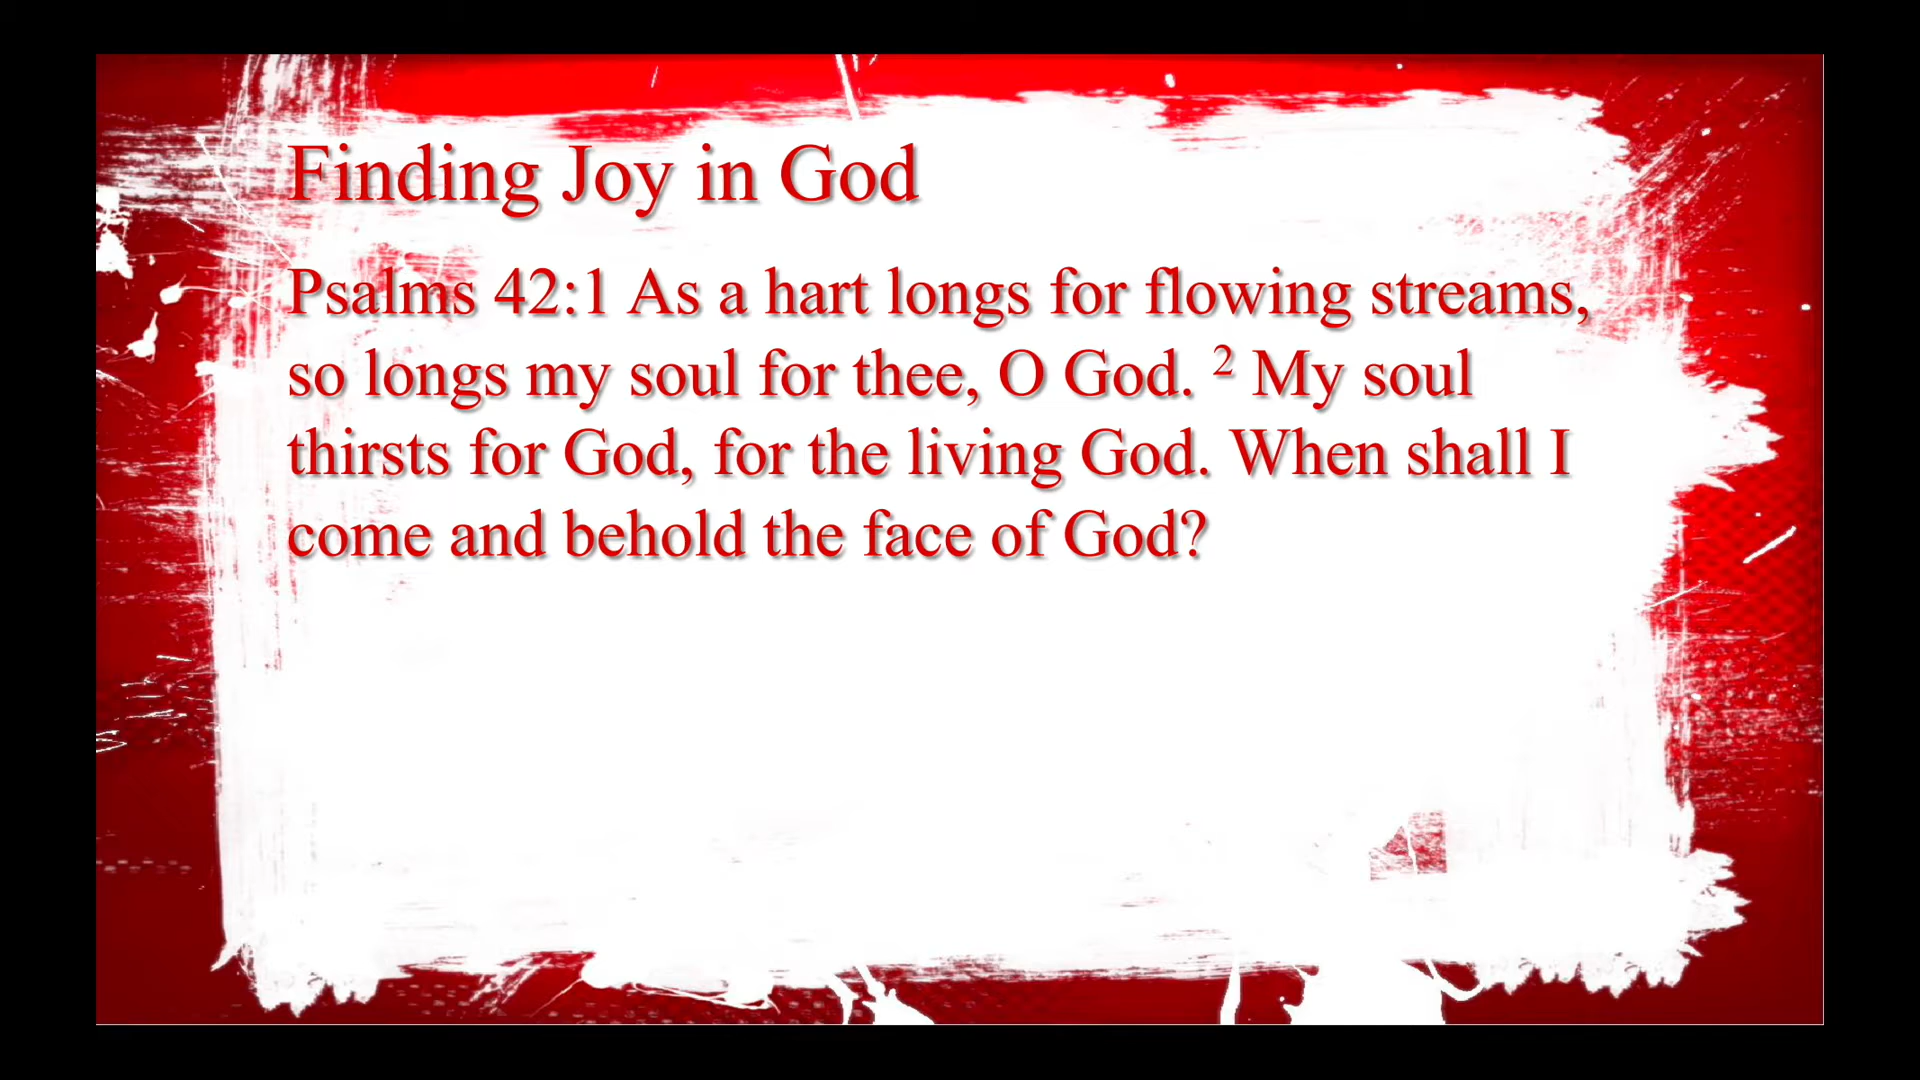 Finding Joy in God
Psalms 42:1 As a hart longs for flowing streams,
so longs my soul for thee, O God. ² My soul
thirsts for God, for the living God. When shall I
come and behold the face of God?